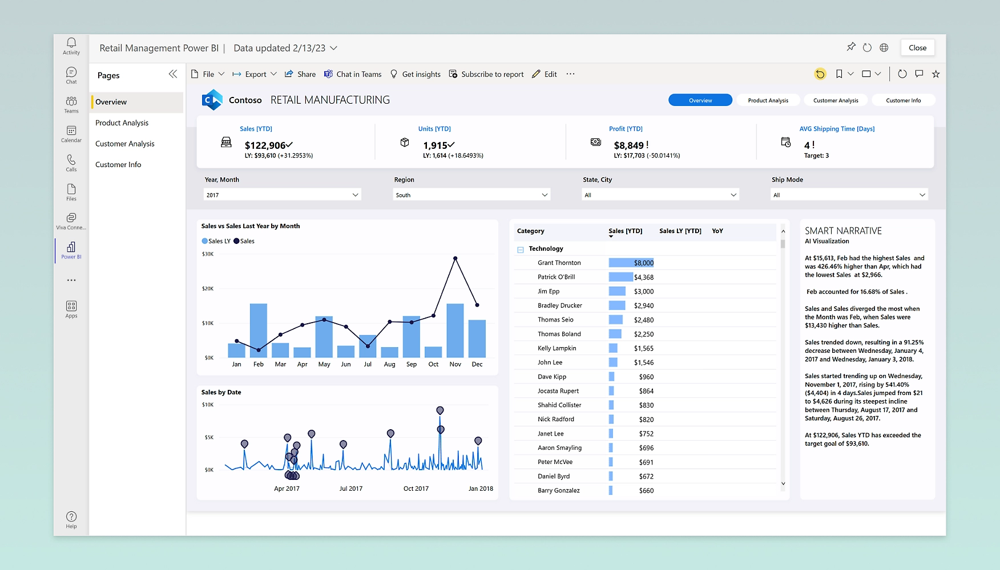 Activity
Chat
Teams
Calendar
Calls
Files
Viva Conne...
Power BI
Apps
Help
Retail Management Power BI | Data updated 2/13/23
Close
Pages
Overview
Product Analysis
Customer Analysis
Customer Info
File Export Share Chat in Teams Get insights Subscribe to report Edit ...
C Contoso RETAIL MANUFACTURING
Overview Product Analysis Customer Analysis Customer Info
Sales [YTD]
$122,906
LY: $93,610 (+31.2953%)
Units [YTD]
1,915
LY: 1,614 (+18.6493%)
Profit [YTD]
$8,849 !
LY: $17,703 (-50.0141%)
AVG Shipping Time [Days]
4 !
Target: 3
Year, Month
2017
Region
South
State, City
All
Ship Mode
All
Sales vs Sales Last Year by Month
Sales LY Sales
$30K
$20K
$10K
$0K
Jan Feb Mar Apr May Jun Jul Aug Sep Oct Nov Dec
Sales by Date
$10K
$5K
$0K
Apr 2017 Jul 2017 Oct 2017 Jan 2018
Category Sales [YTD] Sales LY [YTD] YoY
Technology
Grant Thornton $8,000
Patrick O'Brill $4,368
Jim Epp $3,000
Bradley Drucker $2,940
Thomas Seio $2,480
Thomas Boland $2,250
Kelly Lampkin $1,565
John Lee $1,546
Dave Kipp $960
Jocasta Rupert $864
Shahid Collister $830
Nick Radford $820
Janet Lee $752
Aaron Smayling $696
Peter McVee $691
Daniel Byrd $672
Barry Gonzalez $660
SMART NARRATIVE
AI Visualization
At $15,613, Feb had the highest Sales and
was 426.46% higher than Apr, which had
the lowest Sales at $2,966.
Feb accounted for 16.68% of Sales .
Sales and Sales diverged the most when
the Month was Feb, when Sales were
$13,430 higher than Sales.
Sales trended down, resulting in a 91.25%
decrease between Wednesday, January 4,
2017 and Wednesday, January 3, 2018.
Sales started trending up on Wednesday,
November 1, 2017, rising by 541.40%
($4,404) in 4 days.Sales jumped from $21
to $4,626 during its steepest incline
between Thursday, August 17, 2017 and
Saturday, August 26, 2017.
At $122,906, Sales YTD has exceeded the
target goal of $93,610.